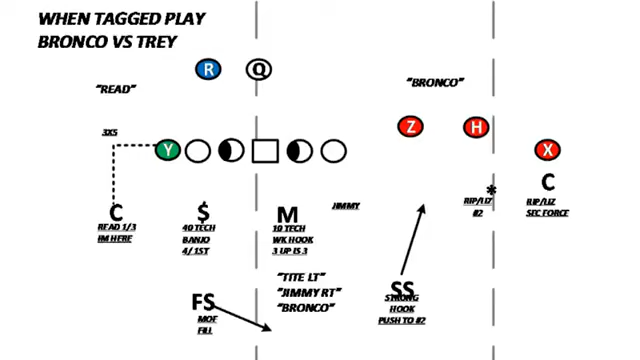 WHEN TAGGED PLAY
BRONCO VS TREY
R
Q
"READ"
"BRONCO"
3XS
Z
H
Y
X
C
*
C
$
M
JIMMY
RIP/LIZ
#2
RIP/LIZ
SEC FORCE
READ 1/3
IM HERE
40 TECH
BANJO
4/1ST
10 TECH
WK HOOK
3 UP IS 3
"TITE LT"
"JIMMY RT"
"BRONCO"
FS
MOF
FILL
SS
STRONG
HOOK
PUSH TO #2